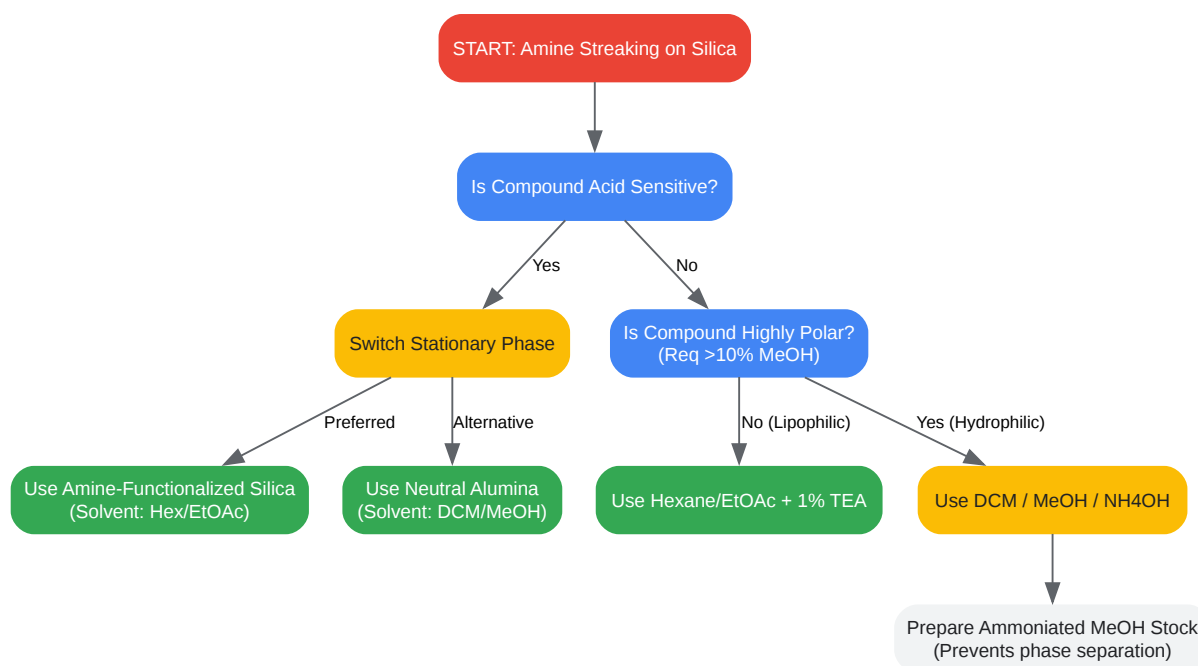 START: Amine Streaking on Silica
Is Compound Acid Sensitive?
Yes
No
Switch Stationary Phase
Is Compound Highly Polar?
(Req >10% MeOH)
Preferred
Alternative
No (Lipophilic)
Yes (Hydrophilic)
Use Amine-Functionalized Silica
(Solvent: Hex/EtOAc)
Use Neutral Alumina
(Solvent: DCM/MeOH)
Use Hexane/EtOAc + 1% TEA
Use DCM / MeOH / NH4OH
Prepare Ammoniated MeOH Stock
(Prevents phase separation)